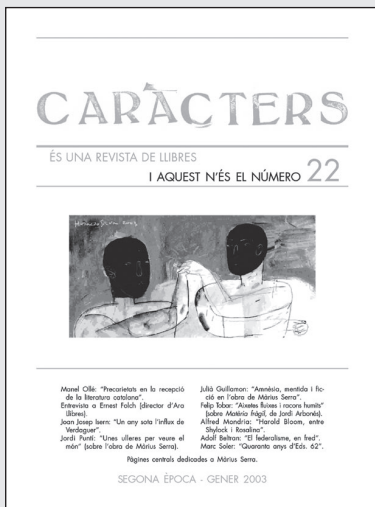 CARÀCTERS
ÉS UNA REVISTA DE LLIBRES
I AQUEST N'ÉS EL NÚMERO 22
Manel Ollé: "Precarietats en la recepció
de la literatura catalana".
Entrevista a Ernest Folch (director d'Ara
Llibres).
Joan Josep Isern: "Un any sota l'influx de
Verdaguer".
Jordi Puntí: "Unes ulleres per veure el
món" (sobre l'obra de Màrius Serra).
Julià Guillamon: "Amnèsia, mentida i fic-
ció en l'obra de Màrius Serra".
Felip Tobar: "Aixetes fluixes i racons humits"
(sobre Matèria fràgil, de Jordi Arbonès).
Alfred Mondria: "Harold Bloom, entre
Shylock i Rosalina".
Adolf Beltran: "El federalisme, en fred".
Marc Soler: "Quaranta anys d'Eds. 62".
Pàgines centrals dedicades a Màrius Serra.
SEGONA ÈPOCA - GENER 2003